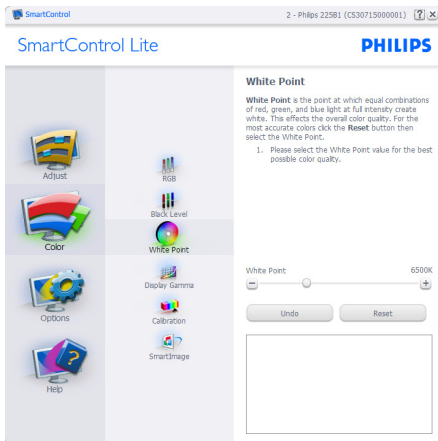 SmartControl
2 - Philips 225B1 (CS30715000001)
SmartControl Lite
PHILIPS
Adjust
Color
Options
Help
RGB
Black Level
White Point
Display Gamma
Calibration
SmartImage
White Point
White Point is the point at which equal combinations
of red, green, and blue light at full intensity create
white. This effects the overall color quality. For the
most accurate colors click the Reset button then
select the White Point value.
1. Please select the White Point value for the best
possible color quality.
White Point 6500K
Undo Reset